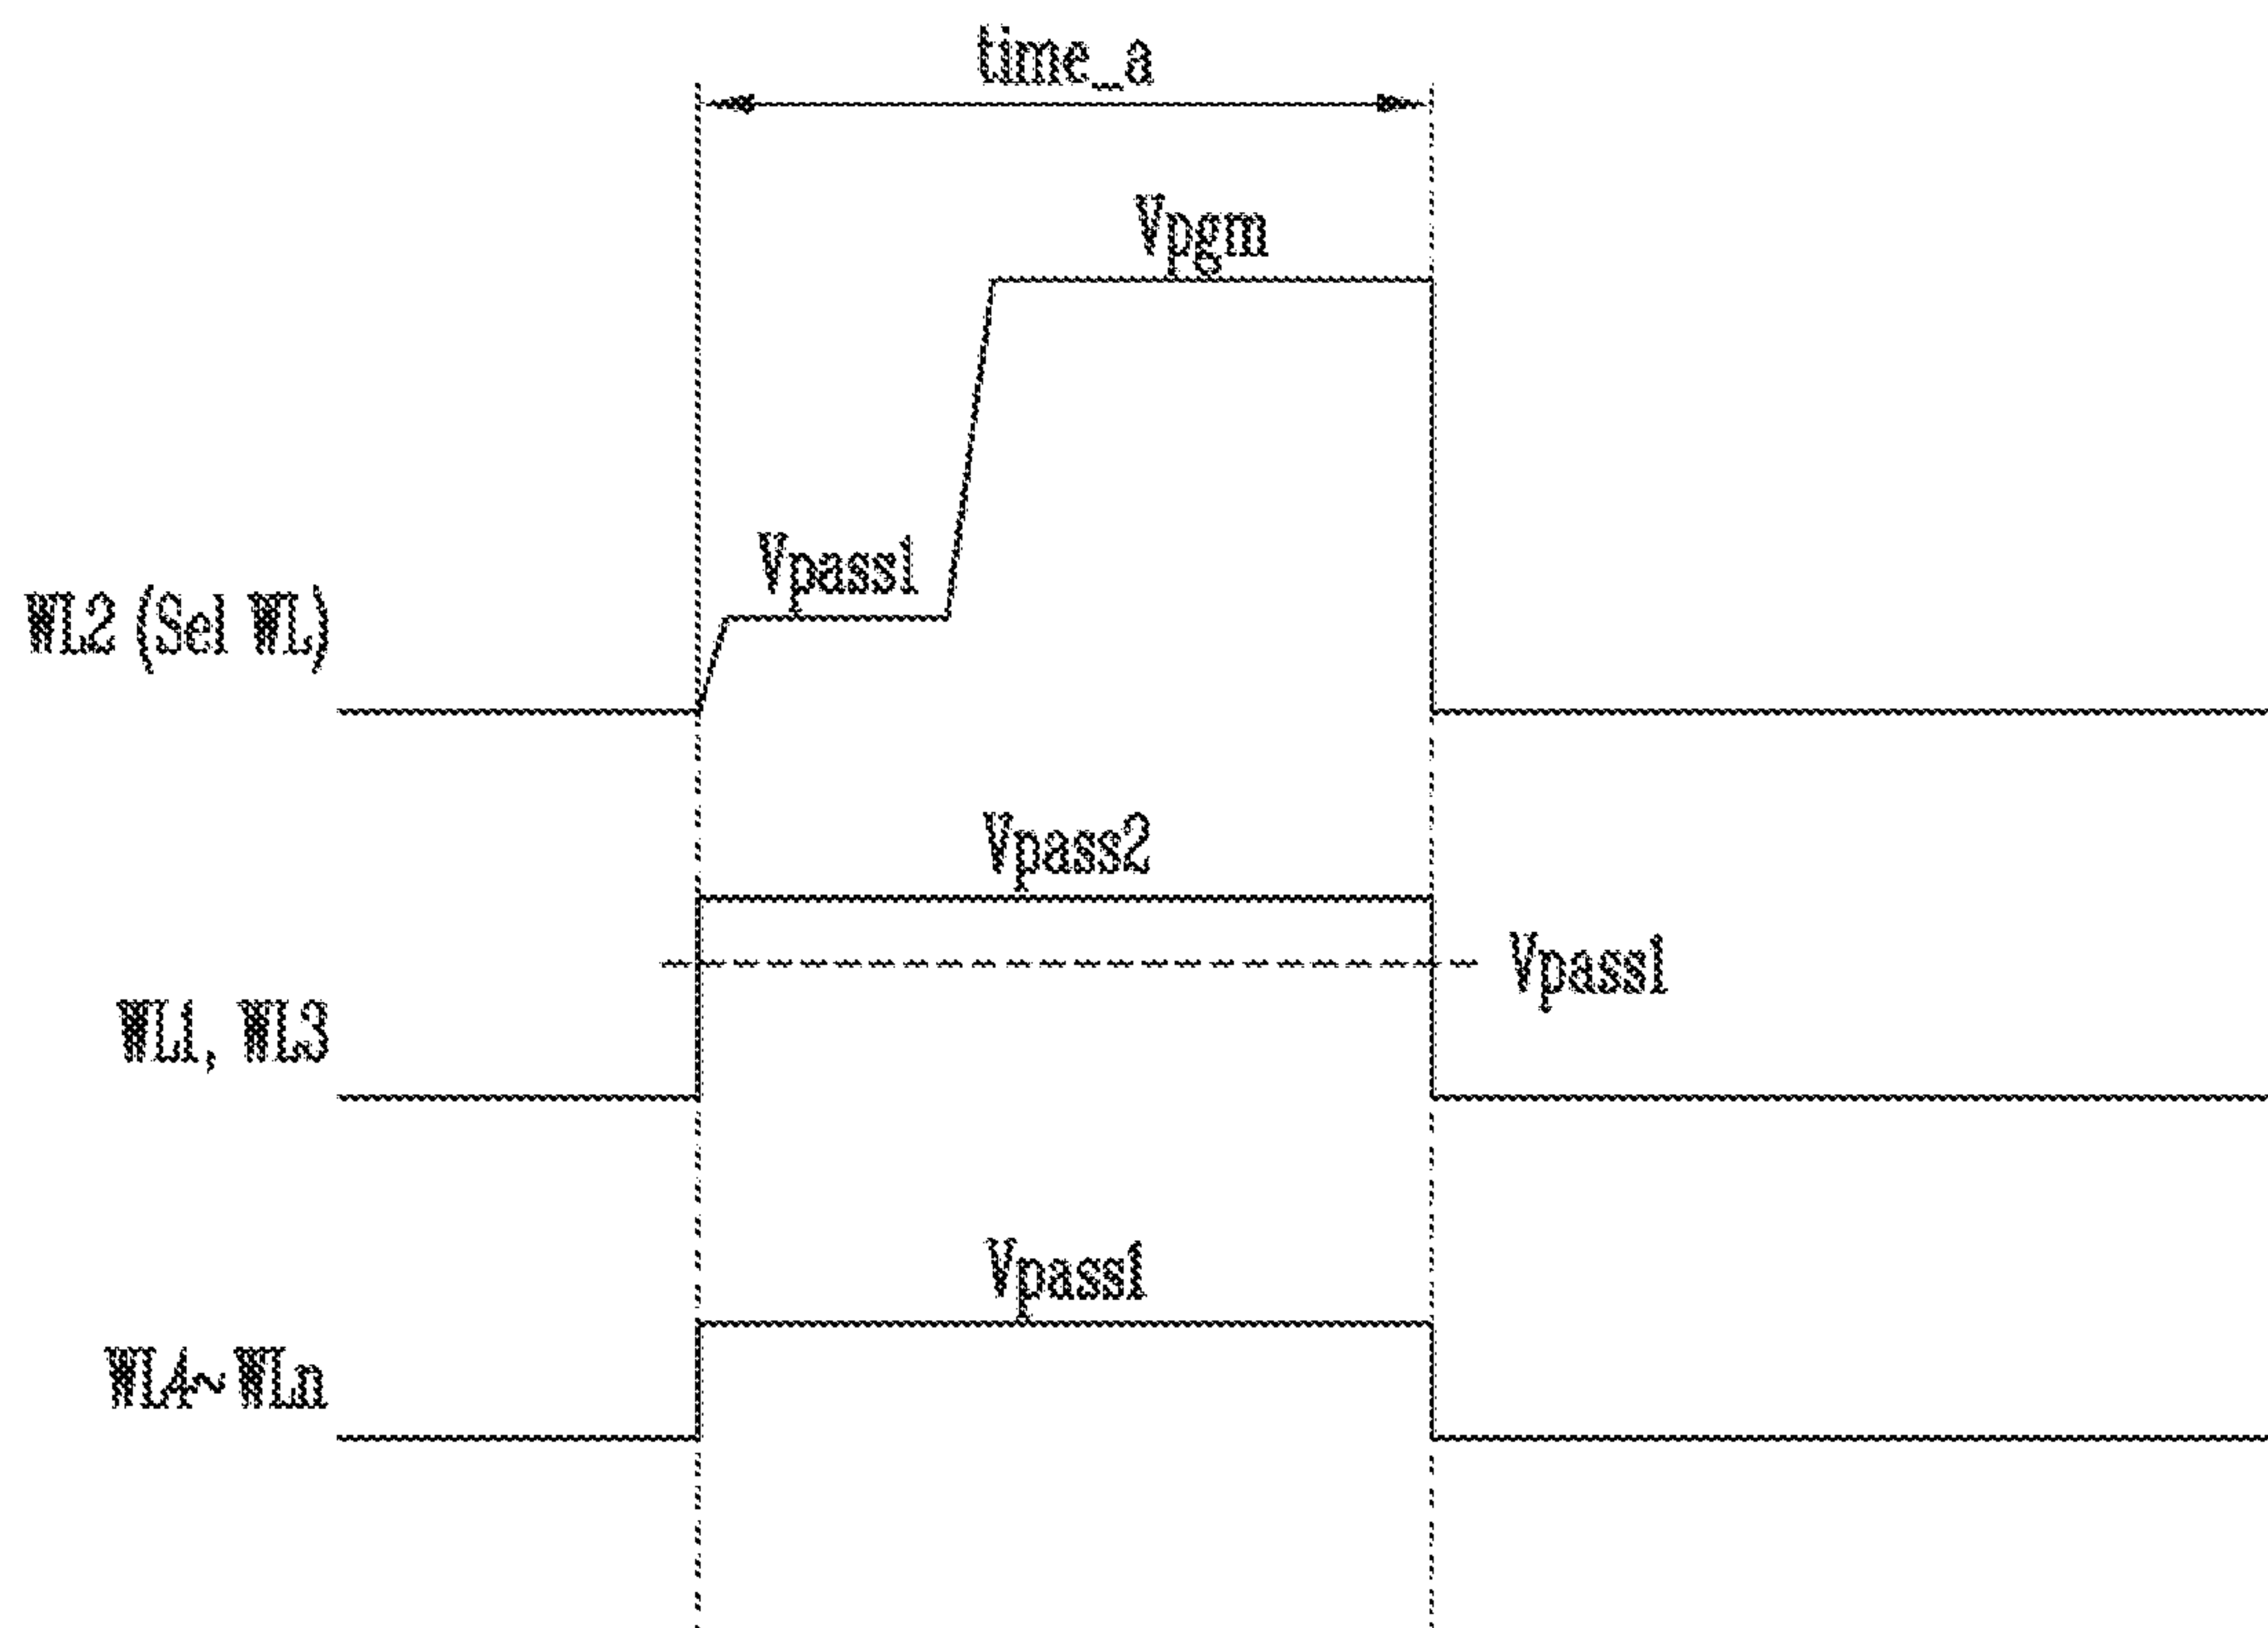 time_a
Vpgm
Vpass1
WL2 (Sel WL)
Vpass2
Vpass1
WL1, WL3
Vpass1
WL4~WLn